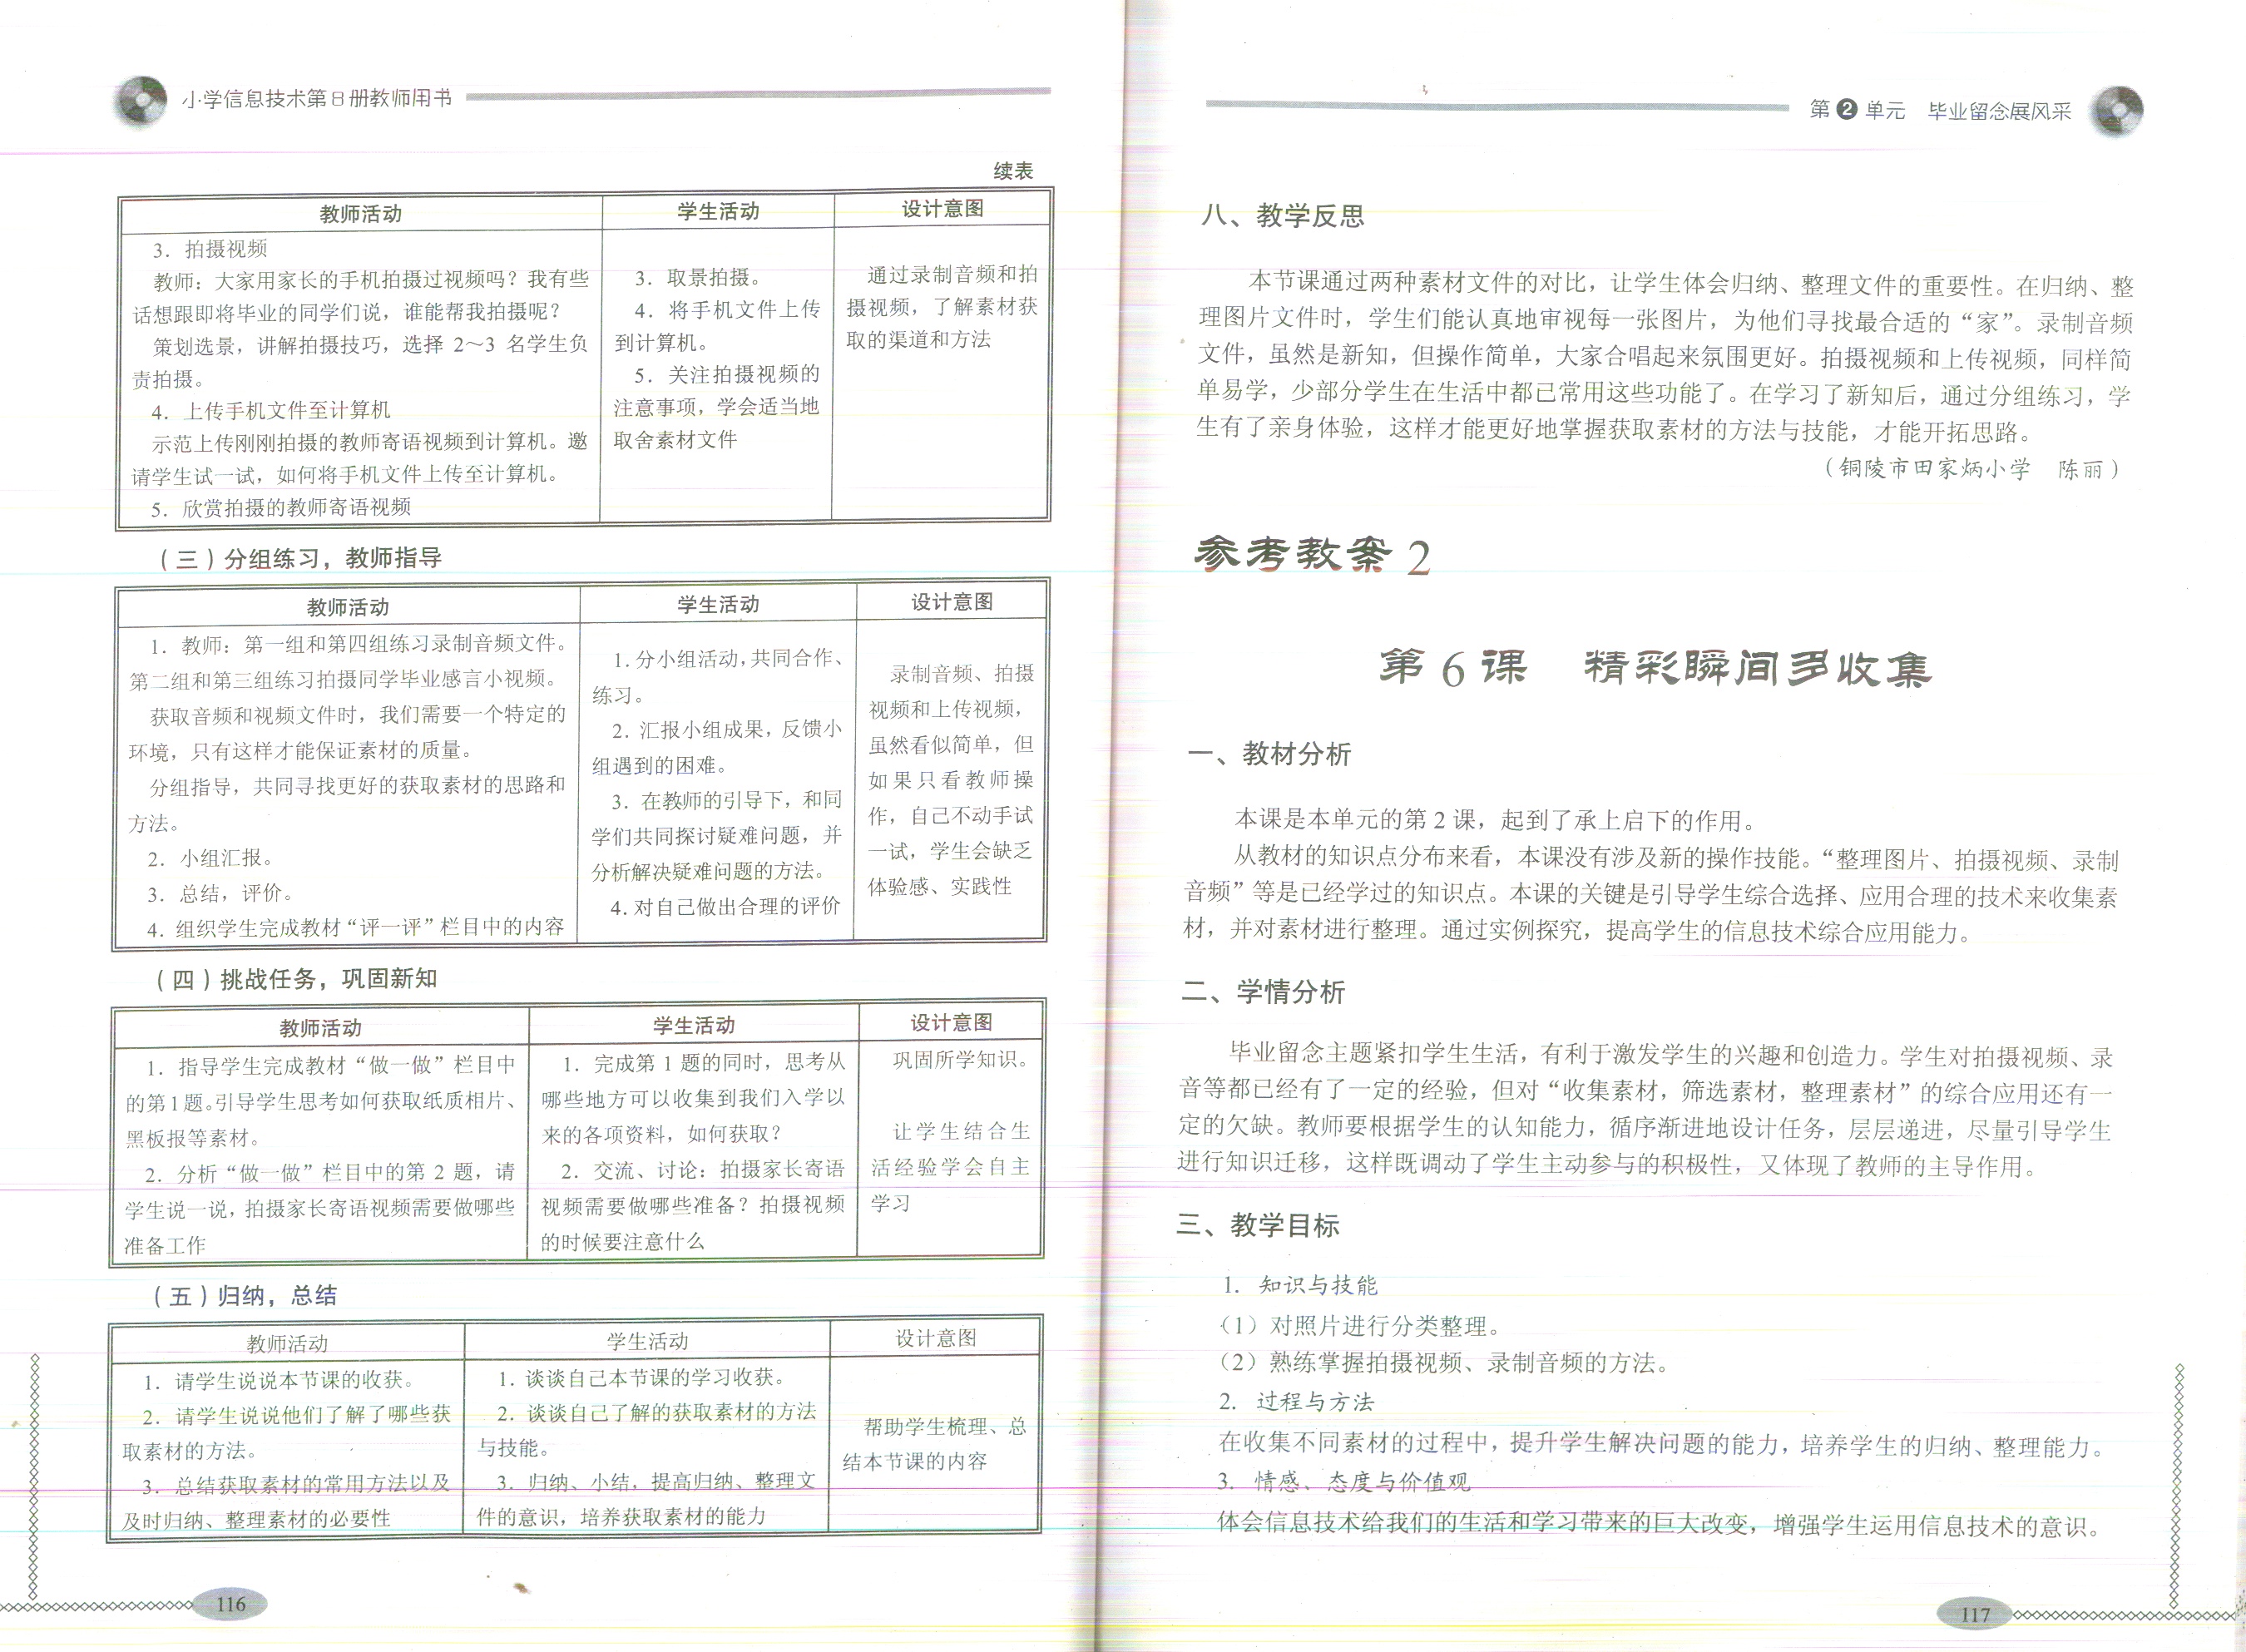 小学信息技术第8册教师用书
续表
教师活动
学生活动
设计意图
3. 拍摄视频
教师：大家用家长的手机拍摄过视频吗？我有些
话想跟即将毕业的同学们说，谁能帮我拍摄呢？
策划选景，讲解拍摄技巧，选择 2～3 名学生负
责拍摄。
4. 上传手机文件至计算机
示范上传刚刚拍摄的教师寄语视频到计算机。邀
请学生试一试，如何将手机文件上传至计算机。
5. 欣赏拍摄的教师寄语视频
3. 取景拍摄。
4. 将手机文件上传
到计算机。
5. 关注拍摄视频的
注意事项，学会适当地
取舍素材文件
通过录制音频和拍
摄视频，了解素材获
取的渠道和方法
（三）分组练习，教师指导
教师活动
学生活动
设计意图
1. 教师：第一组和第四组练习录制音频文件。
第二组和第三组练习拍摄同学毕业感言小视频。
获取音频和视频文件时，我们需要一个特定的
环境，只有这样才能保证素材的质量。
分组指导，共同寻找更好的获取素材的思路和
方法。
2. 小组汇报。
3. 总结，评价。
4. 组织学生完成教材“评一评”栏目中的内容
1. 分小组活动，共同合作、
练习。
2. 汇报小组成果，反馈小
组遇到的困难。
3. 在教师的引导下，和同
学们共同探讨疑难问题，并
分析解决疑难问题的方法。
4. 对自己做出合理的评价
录制音频、拍摄
视频和上传视频，
虽然看似简单，但
如果只看教师操
作，自己不动手试
一试，学生会缺乏
体验感、实践性
（四）挑战任务，巩固新知
教师活动
学生活动
设计意图
1. 指导学生完成教材“做一做”栏目中
的第1题。引导学生思考如何获取纸质相片、
黑板报等素材。
2. 分析“做一做”栏目中的第 2 题，请
学生说一说，拍摄家长寄语视频需要做哪些
准备工作
1. 完成第 1 题的同时，思考从
哪些地方可以收集到我们入学以
来的各项资料，如何获取？
2. 交流、讨论：拍摄家长寄语
视频需要做哪些准备？拍摄视频
的时候要注意什么
巩固所学知识。
让学生结合生
活经验学会自主
学习
（五）归纳，总结
教师活动
学生活动
设计意图
1. 请学生说说本节课的收获。
2. 请学生说说他们了解了哪些获
取素材的方法。
3. 总结获取素材的常用方法以及
及时归纳、整理素材的必要性
1. 谈谈自己本节课的学习收获。
2. 谈谈自己了解的获取素材的方法
与技能。
3. 归纳、小结，提高归纳、整理文
件的意识，培养获取素材的能力
帮助学生梳理、总
结本节课的内容
116
第2单元　毕业留念展风采
八、教学反思
本节课通过两种素材文件的对比，让学生体会归纳、整理文件的重要性。在归纳、整
理图片文件时，学生们能认真地审视每一张图片，为他们寻找最合适的“家”。录制音频
文件，虽然是新知，但操作简单，大家合唱起来氛围更好。拍摄视频和上传视频，同样简
单易学，少部分学生在生活中都已常用这些功能了。在学习了新知后，通过分组练习，学
生有了亲身体验，这样才能更好地掌握获取素材的方法与技能，才能开拓思路。
（铜陵市田家炳小学　陈丽）
参考教案 2
第 6 课　精彩瞬间多收集
一、教材分析
本课是本单元的第 2 课，起到了承上启下的作用。
从教材的知识点分布来看，本课没有涉及新的操作技能。“整理图片、拍摄视频、录制
音频”等是已经学过的知识点。本课的关键是引导学生综合选择、应用合理的技术来收集素
材，并对素材进行整理。通过实例探究，提高学生的信息技术综合应用能力。
二、学情分析
毕业留念主题紧扣学生生活，有利于激发学生的兴趣和创造力。学生对拍摄视频、录
音等都已经有了一定的经验，但对“收集素材，筛选素材，整理素材”的综合应用还有一
定的欠缺。教师要根据学生的认知能力，循序渐进地设计任务，层层递进，尽量引导学生
进行知识迁移，这样既调动了学生主动参与的积极性，又体现了教师的主导作用。
三、教学目标
1. 知识与技能
（1）对照片进行分类整理。
（2）熟练掌握拍摄视频、录制音频的方法。
2. 过程与方法
在收集不同素材的过程中，提升学生解决问题的能力，培养学生的归纳、整理能力。
3. 情感、态度与价值观
体会信息技术给我们的生活和学习带来的巨大改变，增强学生运用信息技术的意识。
117